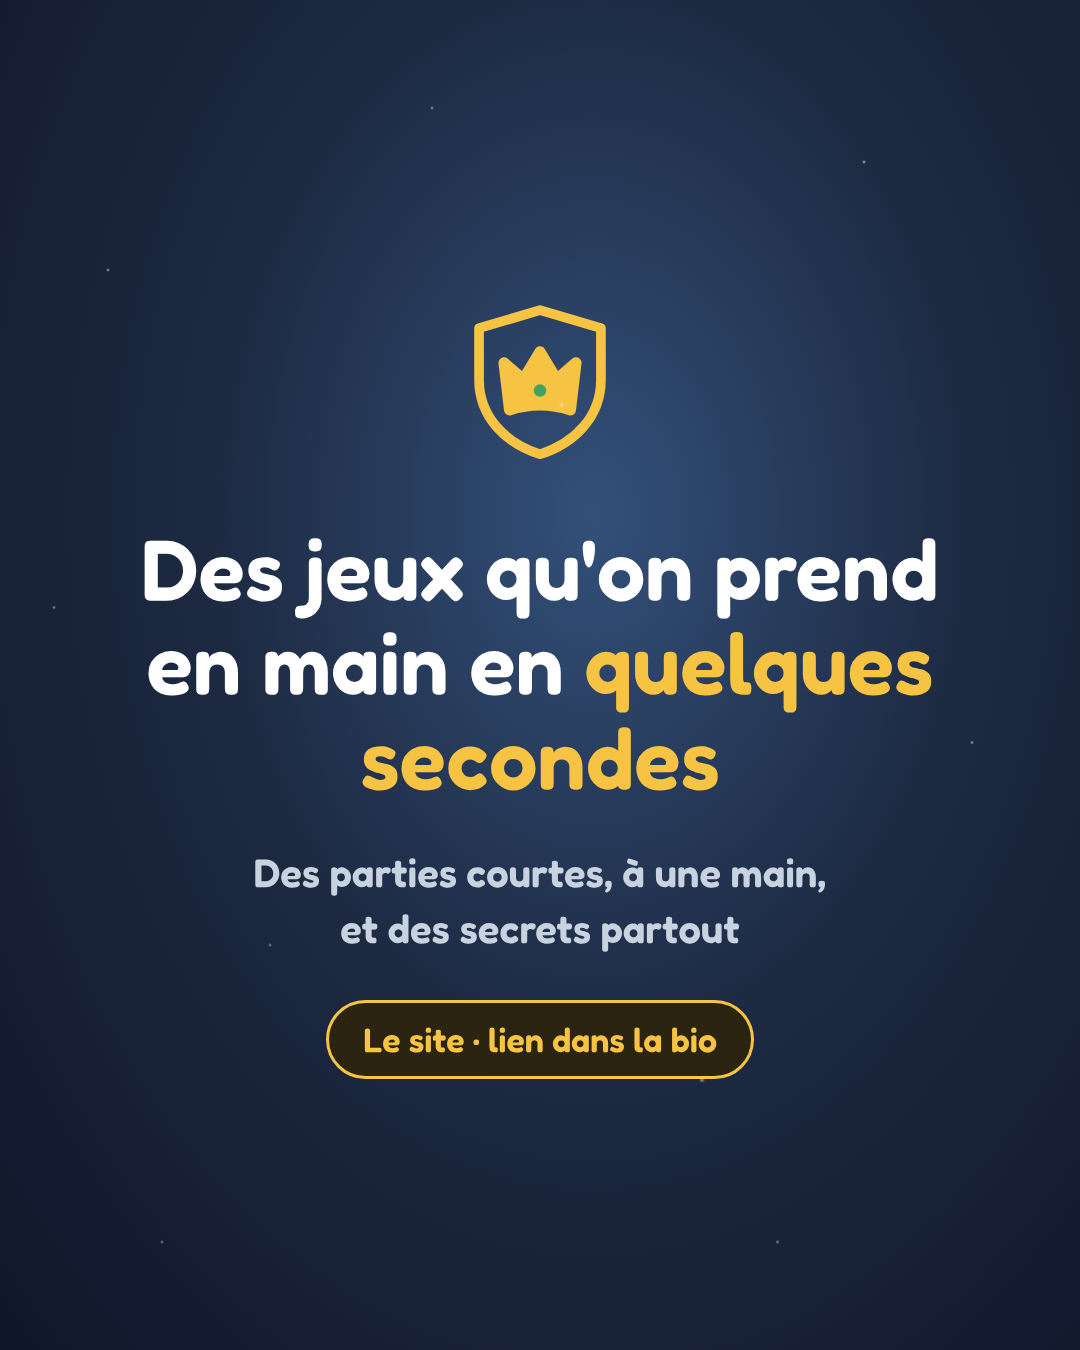 Des jeux qu'on prend
en main en quelques
secondes
Des parties courtes, à une main,
et des secrets partout
Le site · lien dans la bio